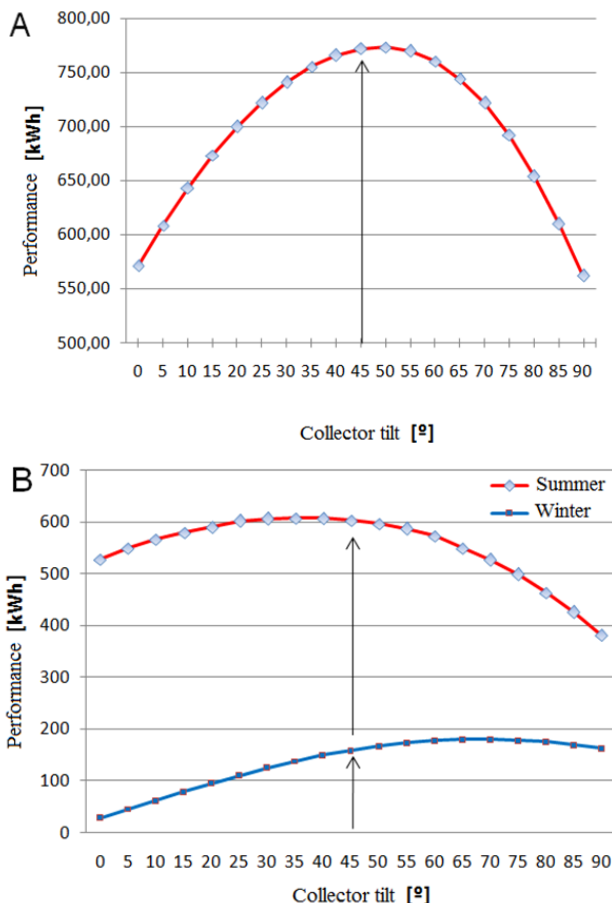 A
800,00
750,00
700,00
650,00
600,00
550,00
500,00
Performance [kWh]
0 5 10 15 20 25 30 35 40 45 50 55 60 65 70 75 80 85 90
Collector tilt [º]
B
700
600
500
400
300
200
100
0
Performance [kWh]
Summer
Winter
0 5 10 15 20 25 30 35 40 45 50 55 60 65 70 75 80 85 90
Collector tilt [º]